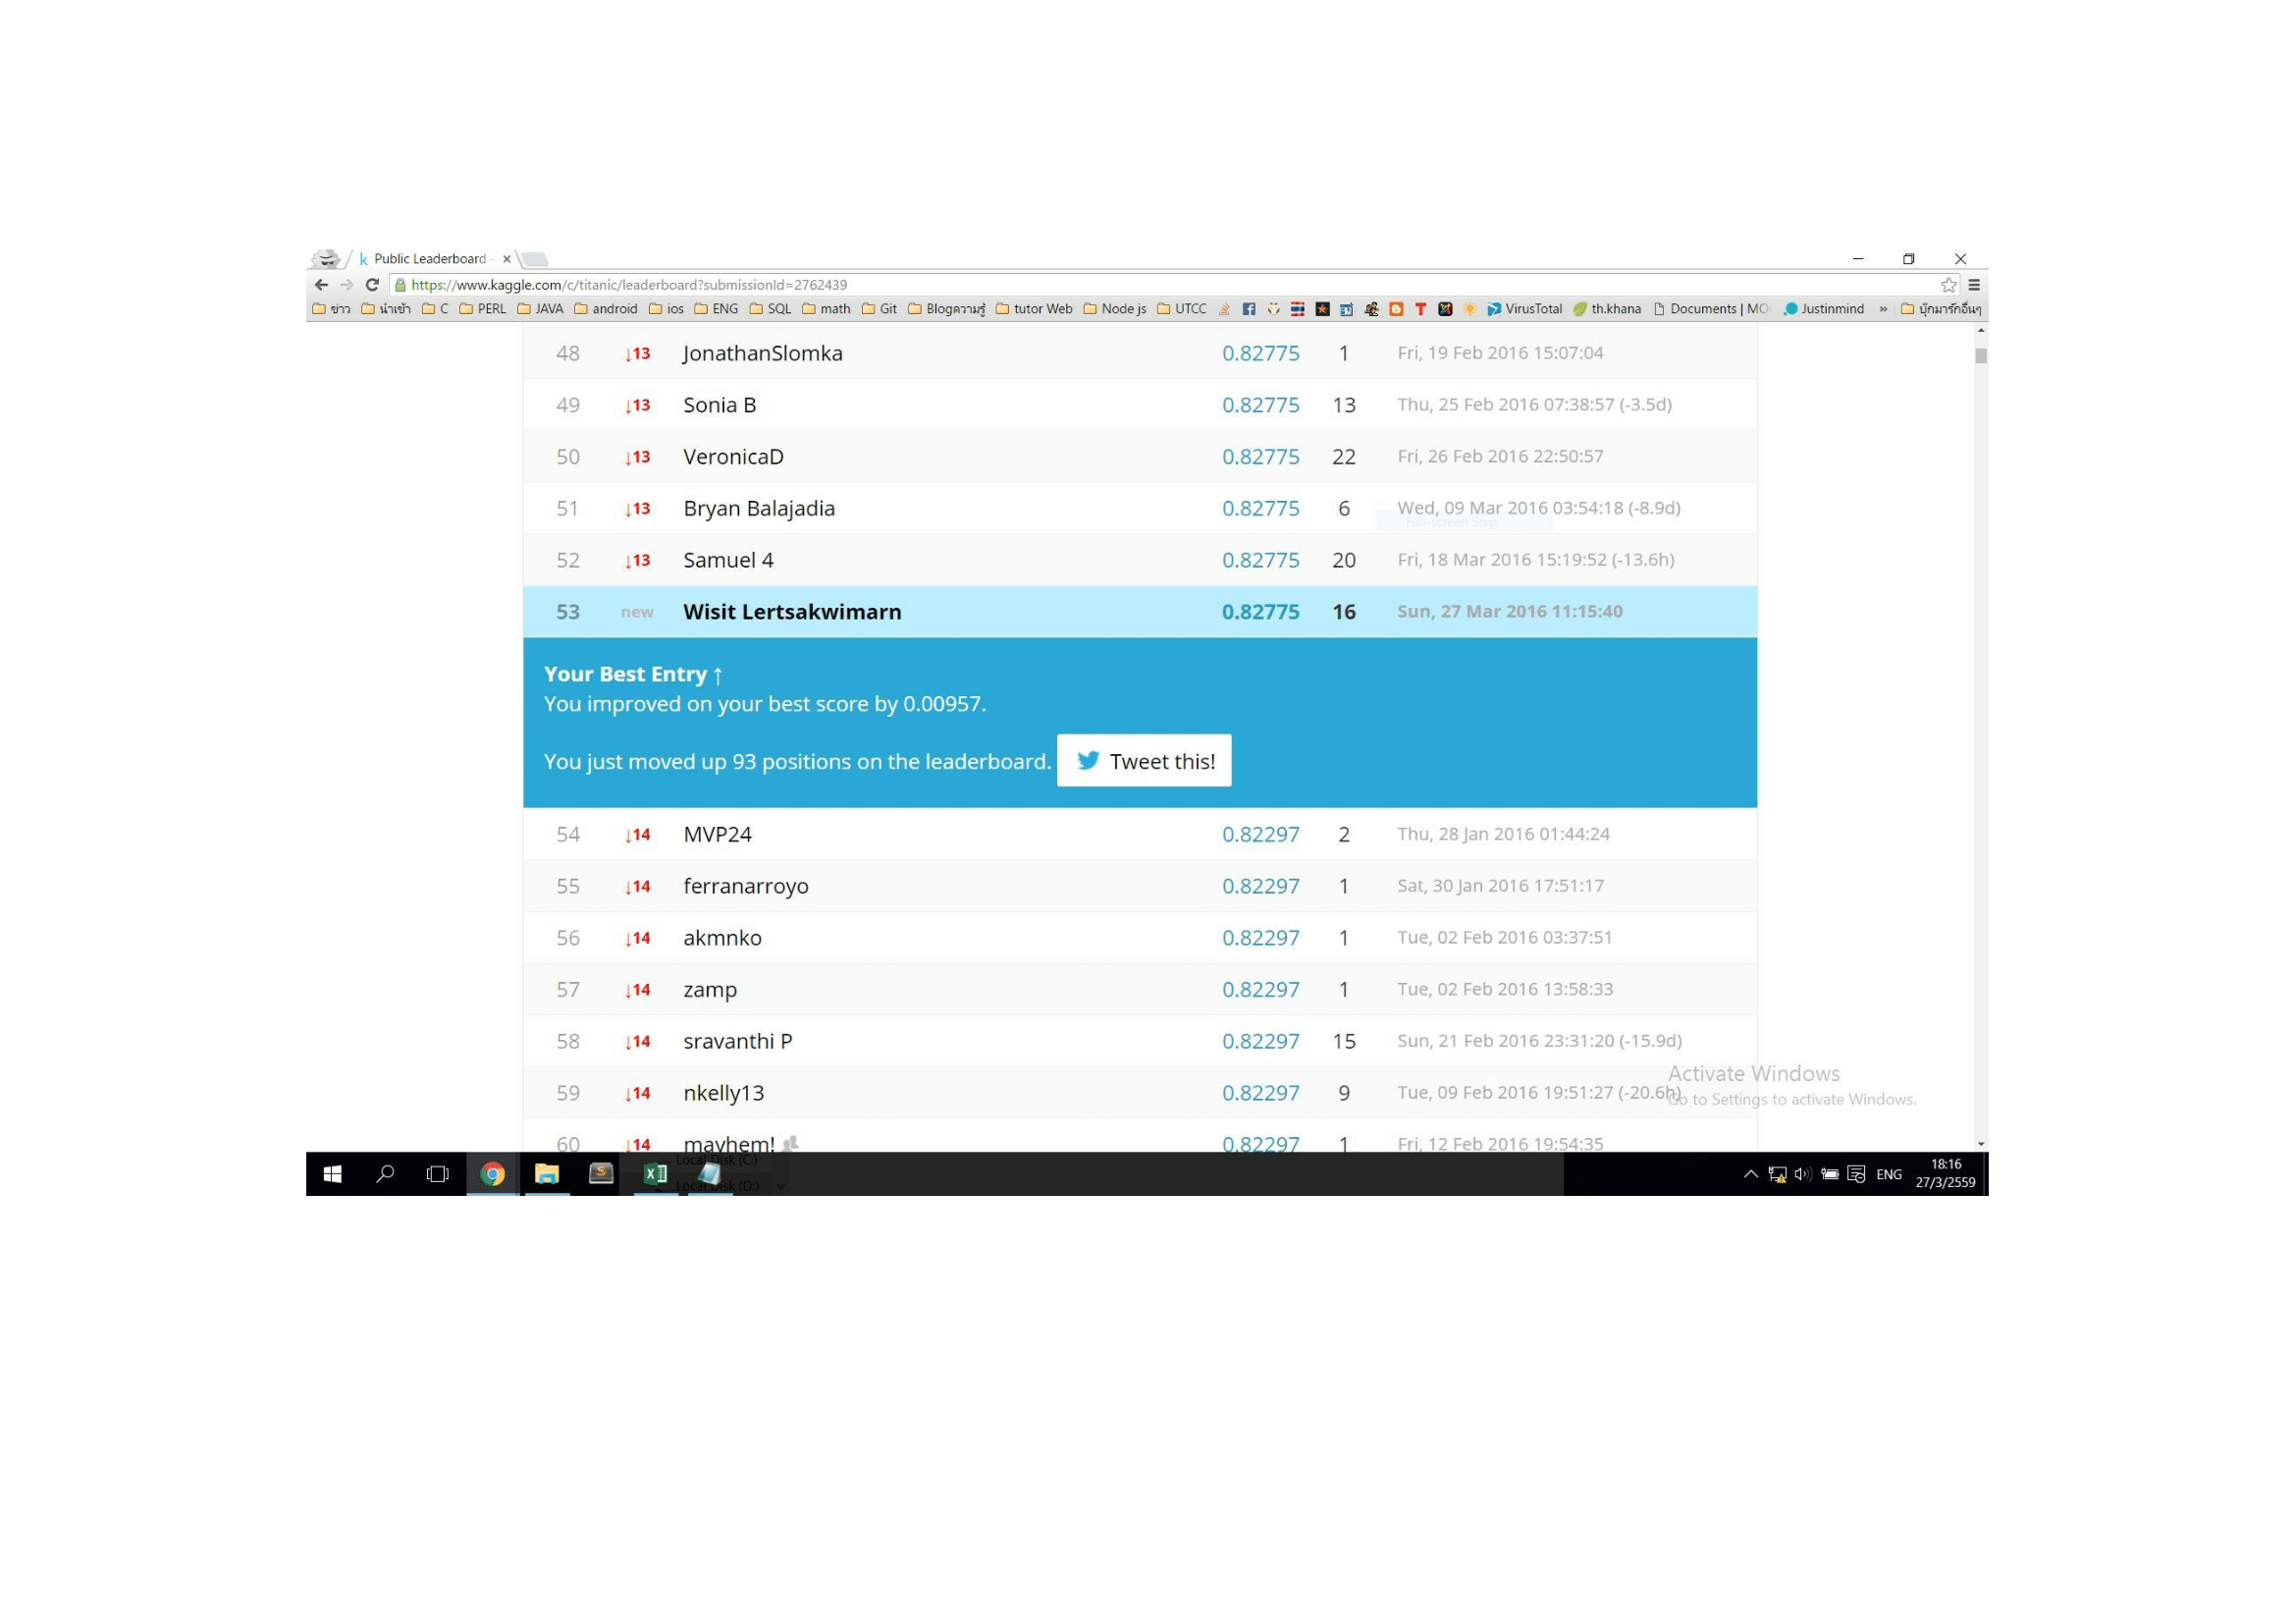 Public Leaderboard -
https://www.kaggle.com/c/titanic/leaderboard?submissionId=2762439
ข่าว นำเข้า C PERL JAVA android ios ENG SQL math Git Blogความรู้ tutor Web Node js UTCC VirusTotal th.khana Documents | MO Justinmind » บุ๊กมาร์กอื่นๆ
48 ↓13 JonathanSlomka 0.82775 1 Fri, 19 Feb 2016 15:07:04
49 ↓13 Sonia B 0.82775 13 Thu, 25 Feb 2016 07:38:57 (-3.5d)
50 ↓13 VeronicaD 0.82775 22 Fri, 26 Feb 2016 22:50:57
51 ↓13 Bryan Balajadia 0.82775 6 Wed, 09 Mar 2016 03:54:18 (-8.9d)
Full-screen Snip
52 ↓13 Samuel 4 0.82775 20 Fri, 18 Mar 2016 15:19:52 (-13.6h)
53 new Wisit Lertsakwimarn 0.82775 16 Sun, 27 Mar 2016 11:15:40
Your Best Entry ↑
You improved on your best score by 0.00957.
You just moved up 93 positions on the leaderboard. Tweet this!
54 ↓14 MVP24 0.82297 2 Thu, 28 Jan 2016 01:44:24
55 ↓14 ferranarroyo 0.82297 1 Sat, 30 Jan 2016 17:51:17
56 ↓14 akmnko 0.82297 1 Tue, 02 Feb 2016 03:37:51
57 ↓14 zamp 0.82297 1 Tue, 02 Feb 2016 13:58:33
58 ↓14 sravanthi P 0.82297 15 Sun, 21 Feb 2016 23:31:20 (-15.9d)
Activate Windows
59 ↓14 nkelly13 0.82297 9 Tue, 09 Feb 2016 19:51:27 (-20.6h)
Go to Settings to activate Windows.
60 ↓14 mayhem! 0.82297 1 Fri, 12 Feb 2016 19:54:35
Local Disk (C:)
Local Disk (D:)
ENG
18:16
27/3/2559